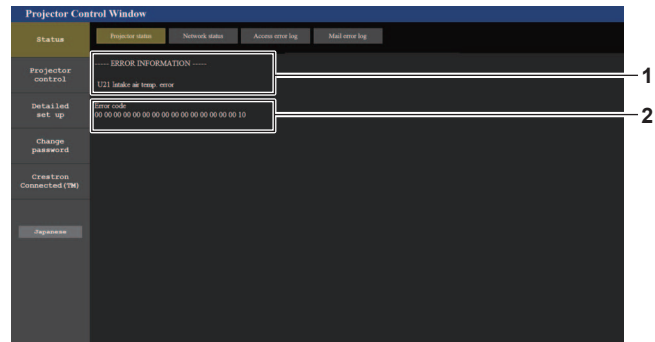 Projector Control Window
Status
Projector status Network status Access error log Mail error log
----- ERROR INFORMATION -----
U21 Intake air temp. error
1
Projector
control
Error code
00 00 00 00 00 00 00 00 00 00 00 00 00 00 00 10
2
Detailed
set up
Change
password
Crestron
Connected(TM)
Japanese